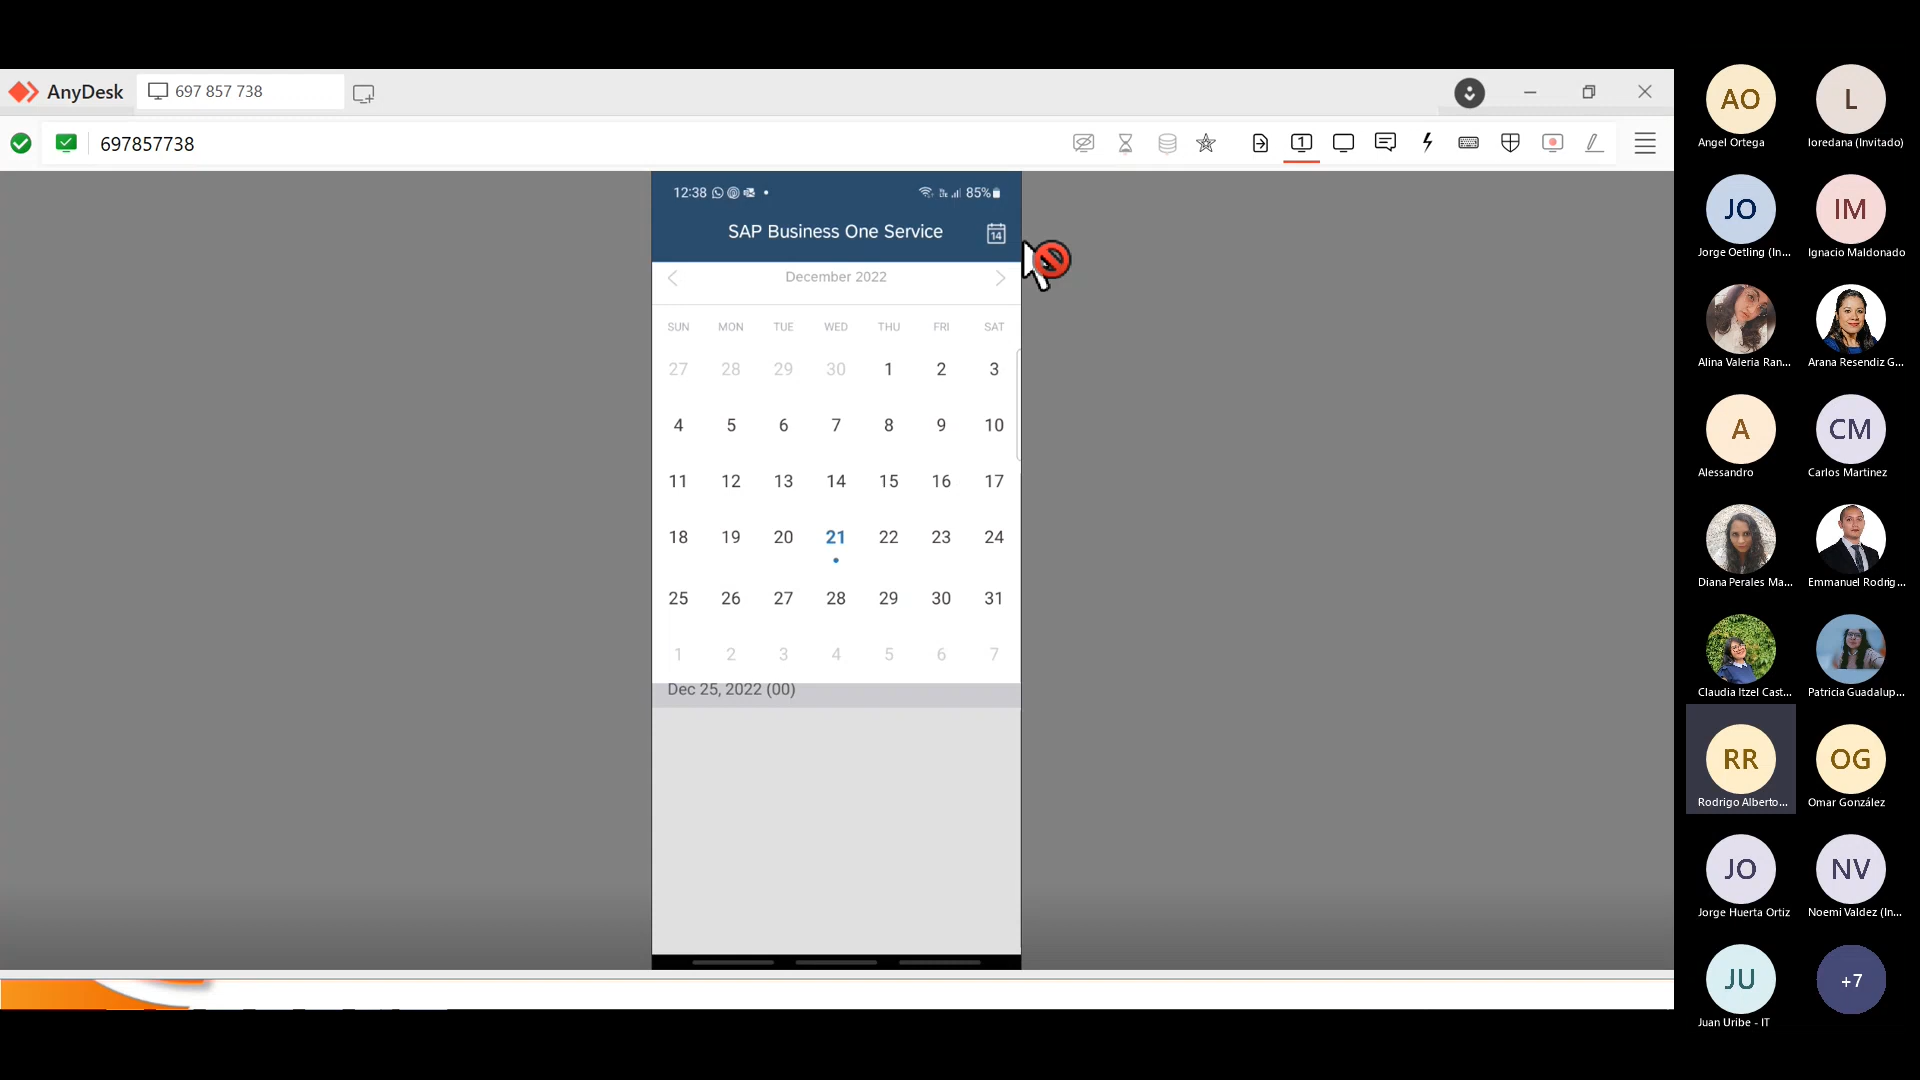 AnyDesk
697 857 738
697857738
1
12:38
85%
SAP Business One Service
14
December 2022
SUN MON TUE WED THU FRI SAT
27 28 29 30 1 2 3
4 5 6 7 8 9 10
11 12 13 14 15 16 17
18 19 20 21 22 23 24
25 26 27 28 29 30 31
1 2 3 4 5 6 7
Dec 25, 2022 (00)
AO L
Angel Ortega loredana (Invitado)
JO IM
Jorge Oetling (In... Ignacio Maldonado
Alina Valeria Ran... Arana Resendiz G...
A CM
Alessandro Carlos Martinez
Diana Perales Ma... Emmanuel Rodrig...
Claudia Itzel Cast... Patricia Guadalup...
RR OG
Rodrigo Alberto... Omar González
JO NV
Jorge Huerta Ortiz Noemí Valdez (In...
JU +7
Juan Uribe - IT